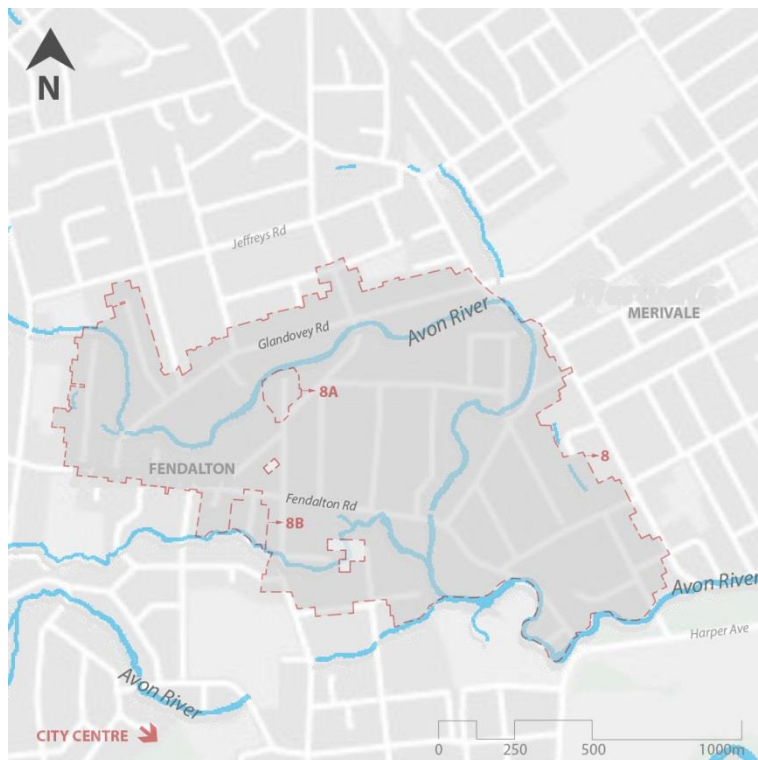 N
Jeffreys Rd
MERIVALE
Glandovey Rd
Avon River
8A
8
FENDALTON
Fendalton Rd
8B
Avon River
Harper Ave
Avon River
CITY CENTRE
0 250 500 1000m